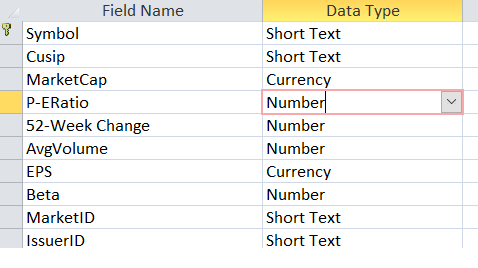 Field Name Data Type
Symbol Short Text
Cusip Short Text
MarketCap Currency
P-ERatio Number
52-Week Change Number
AvgVolume Number
EPS Currency
Beta Number
MarketID Short Text
IssuerID Short Text